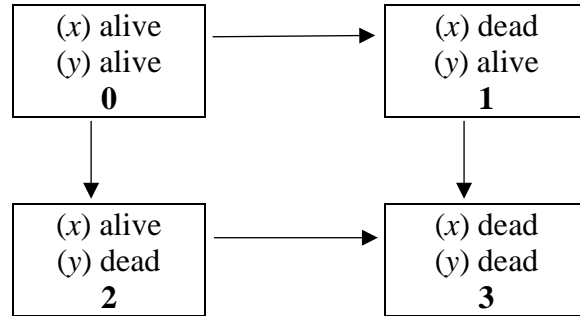 (x) alive
(y) alive
0
(x) dead
(y) alive
1
(x) alive
(y) dead
2
(x) dead
(y) dead
3